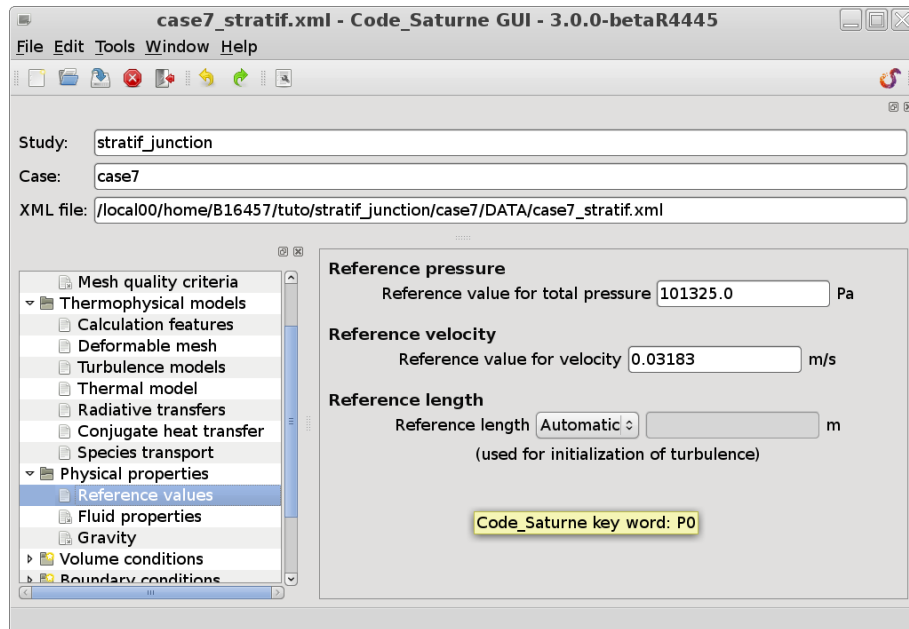 case7_stratif.xml - Code_Saturne GUI - 3.0.0-betaR4445
File Edit Tools Window Help
Study: stratif_junction
Case: case7
XML file: /local00/home/B16457/tuto/stratif_junction/case7/DATA/case7_stratif.xml
Mesh quality criteria
Thermophysical models
Calculation features
Deformable mesh
Turbulence models
Thermal model
Radiative transfers
Conjugate heat transfer
Species transport
Physical properties
Reference values
Fluid properties
Gravity
Volume conditions
Boundary conditions
Reference pressure
Reference value for total pressure 101325.0 Pa
Reference velocity
Reference value for velocity 0.03183 m/s
Reference length
Reference length Automatic m
(used for initialization of turbulence)
Code_Saturne key word: P0